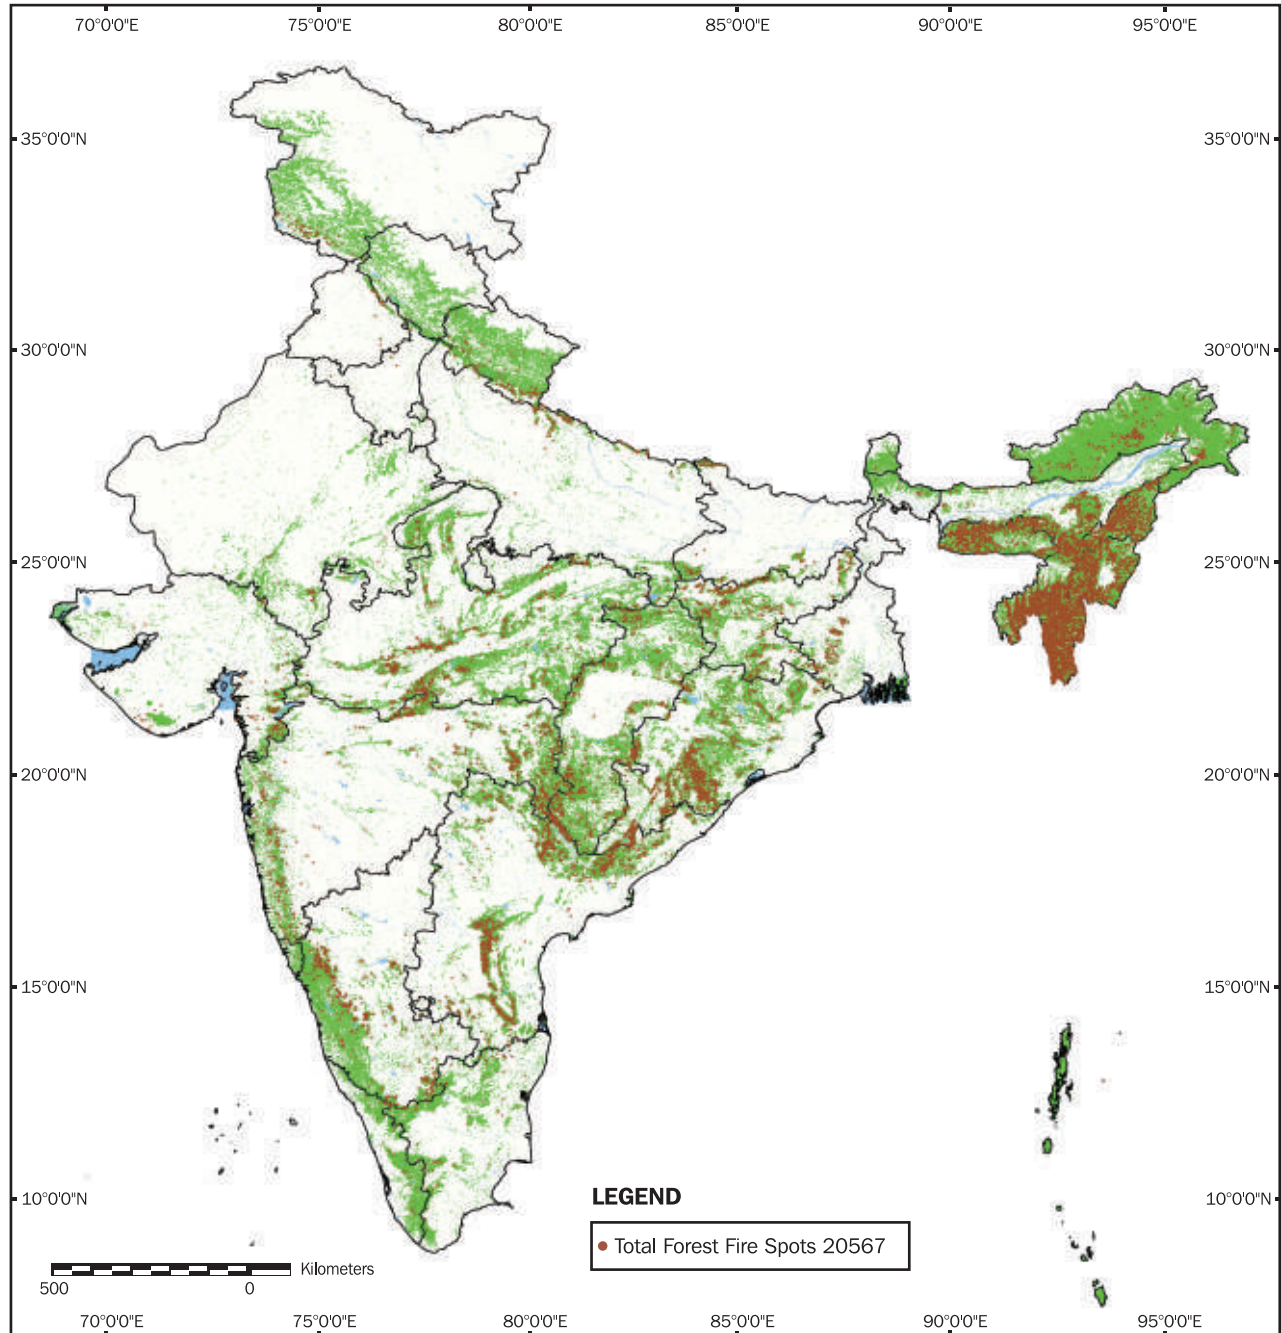 70°0'0"E 75°0'0"E 80°0'0"E 85°0'0"E 90°0'0"E 95°0'0"E
35°0'0"N 35°0'0"N
30°0'0"N 30°0'0"N
25°0'0"N 25°0'0"N
20°0'0"N 20°0'0"N
15°0'0"N 15°0'0"N
10°0'0"N 10°0'0"N
LEGEND
Total Forest Fire Spots 20567
Kilometers
500 0
70°0'0"E 75°0'0"E 80°0'0"E 85°0'0"E 90°0'0"E 95°0'0"E